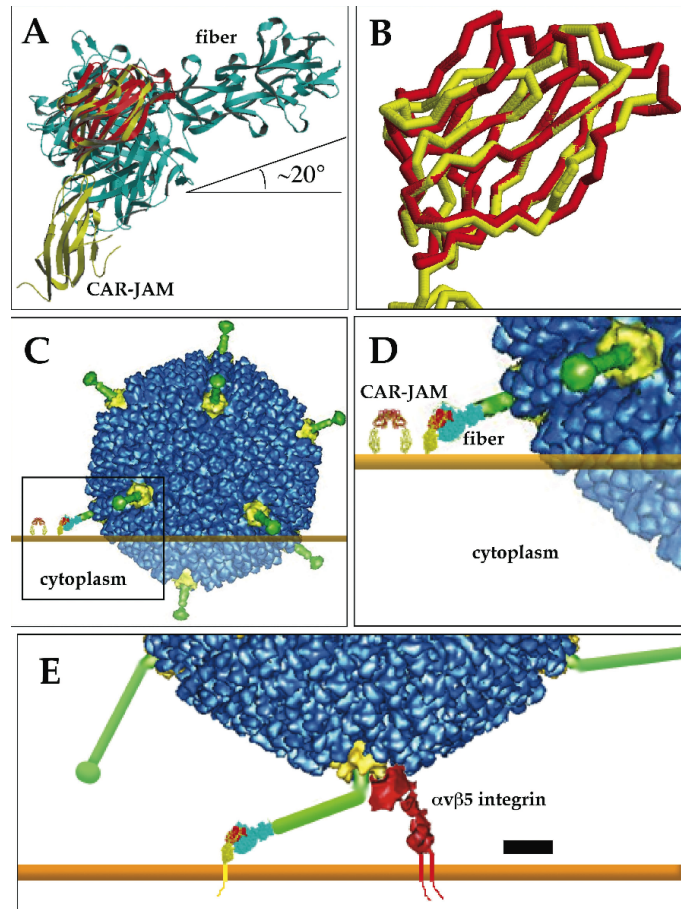 A
fiber
~20°
CAR-JAM
B
C
cytoplasm
D
CAR-JAM
fiber
cytoplasm
E
αvβ5 integrin